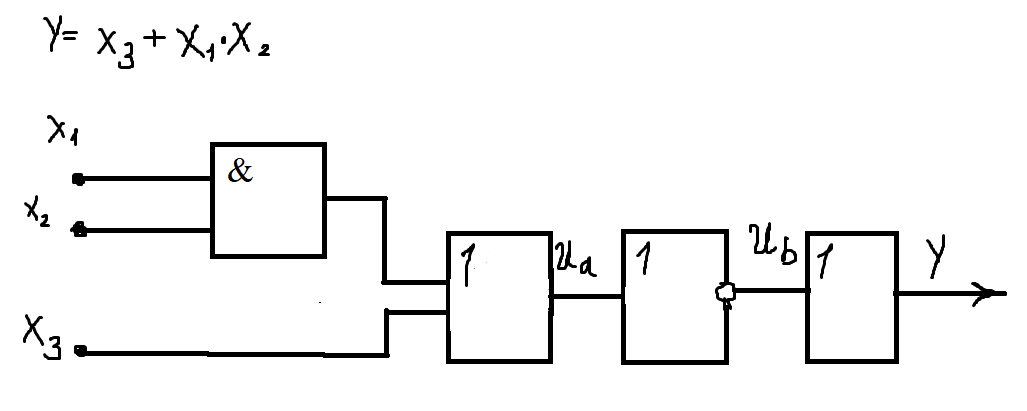 Y= X₃ + X₁·X₂
X₁
&
X₂
1 Ua 1 Ub 1 Y
X₃